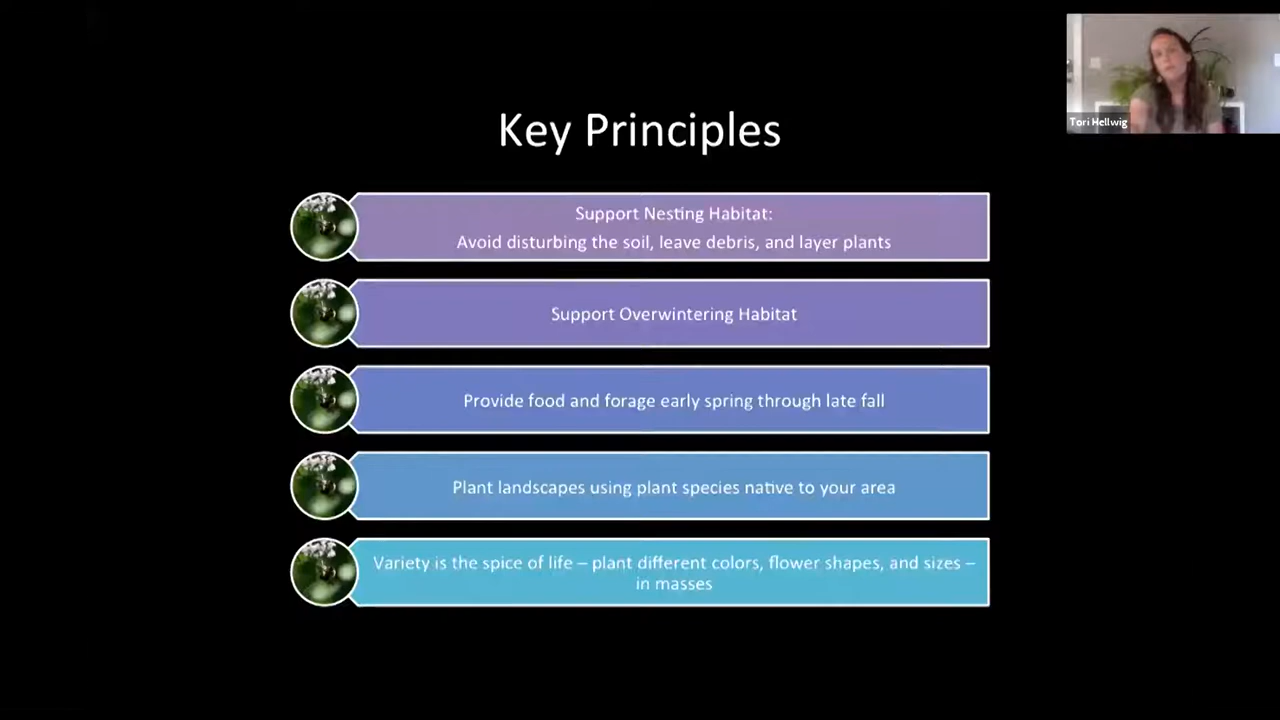 Tori Hellwig
Key Principles
Support Nesting Habitat:
Avoid disturbing the soil, leave debris, and layer plants
Support Overwintering Habitat
Provide food and forage early spring through late fall
Plant landscapes using plant species native to your area
Variety is the spice of life – plant different colors, flower shapes, and sizes –
in masses